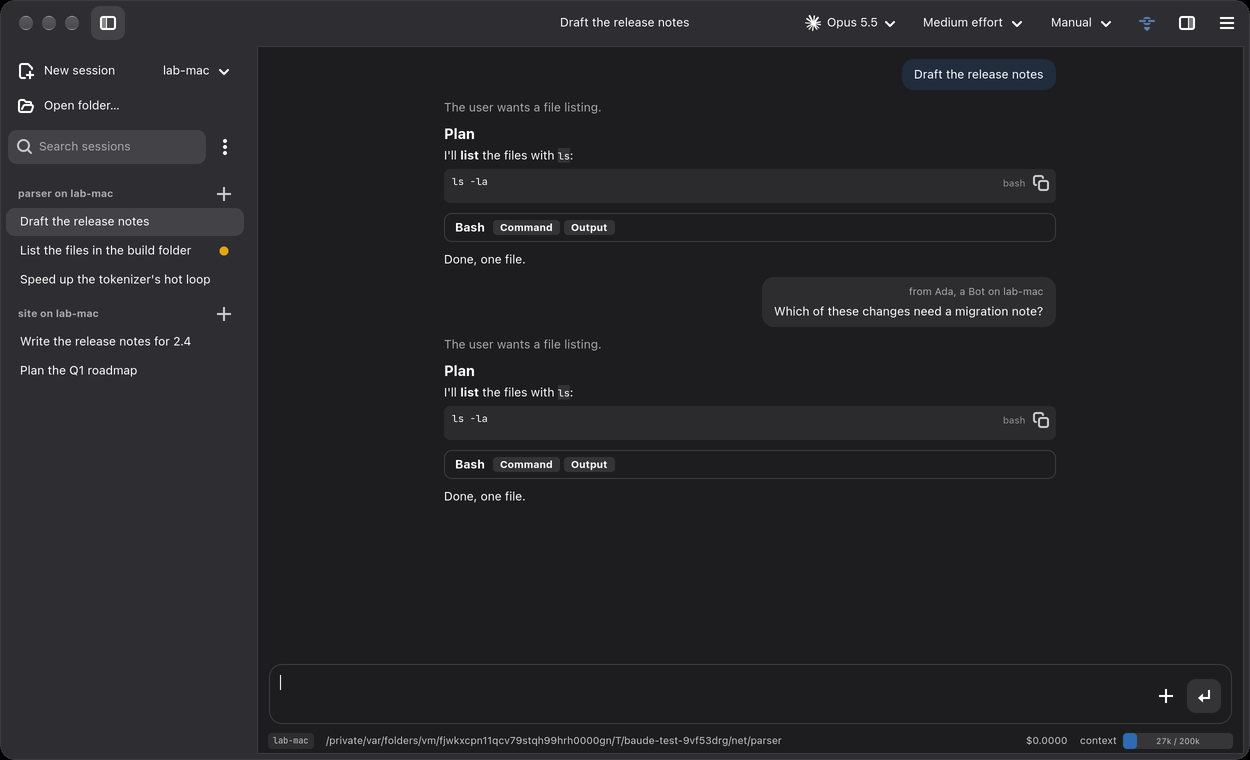 Draft the release notes
Opus 5.5
Medium effort
Manual
New session
lab-mac
Open folder...
Search sessions
parser on lab-mac
Draft the release notes
List the files in the build folder
Speed up the tokenizer's hot loop
site on lab-mac
Write the release notes for 2.4
Plan the Q1 roadmap
Draft the release notes
The user wants a file listing.
Plan
I'll list the files with ls:
ls -la
bash
Bash Command Output
Done, one file.
from Ada, a Bot on lab-mac
Which of these changes need a migration note?
The user wants a file listing.
Plan
I'll list the files with ls:
ls -la
bash
Bash Command Output
Done, one file.
lab-mac /private/var/folders/vm/fjwkxcpn11qcv79stqh99hrh0000gn/T/baude-test-9vf53drg/net/parser
$0.0000 context 27k / 200k